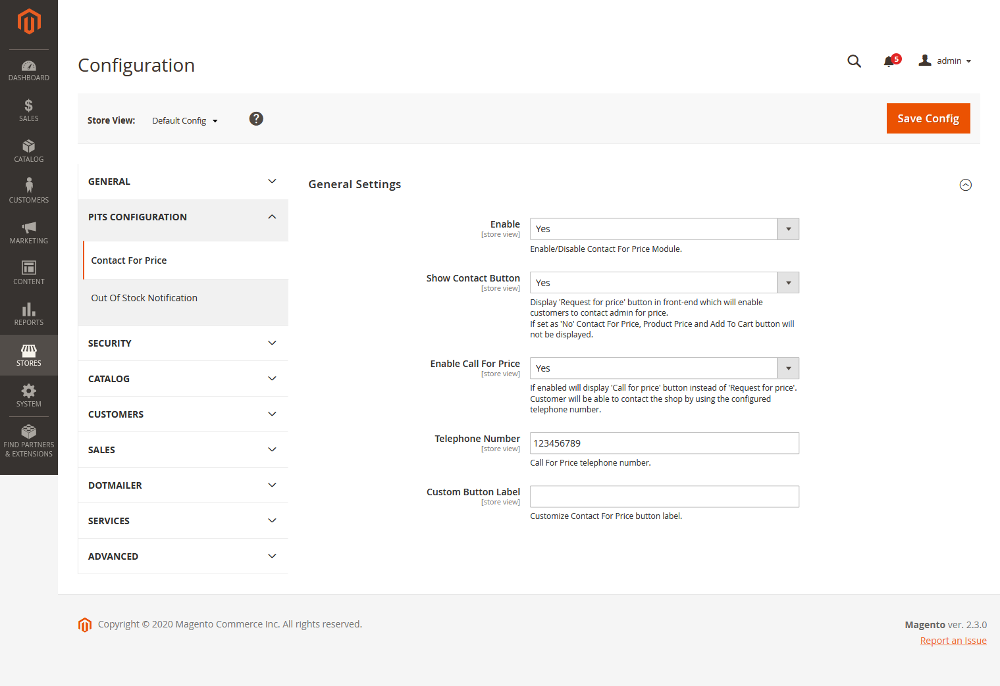 DASHBOARD
SALES
CATALOG
CUSTOMERS
MARKETING
CONTENT
REPORTS
STORES
SYSTEM
FIND PARTNERS
& EXTENSIONS
Configuration
5
admin
Store View:
Default Config
?
Save Config
GENERAL
PITS CONFIGURATION
Contact For Price
Out Of Stock Notification
SECURITY
CATALOG
CUSTOMERS
SALES
DOTMAILER
SERVICES
ADVANCED
General Settings
Enable
[store view]
Yes
Enable/Disable Contact For Price Module.
Show Contact Button
[store view]
Yes
Display 'Request for price' button in front-end which will enable
customers to contact admin for price.
If set as 'No' Contact For Price, Product Price and Add To Cart button will
not be displayed.
Enable Call For Price
[store view]
Yes
If enabled will display 'Call for price' button instead of 'Request for price'.
Customer will be able to contact the shop by using the configured
telephone number.
Telephone Number
[store view]
123456789
Call For Price telephone number.
Custom Button Label
[store view]
Customize Contact For Price button label.
Copyright © 2020 Magento Commerce Inc. All rights reserved.
Magento ver. 2.3.0
Report an Issue